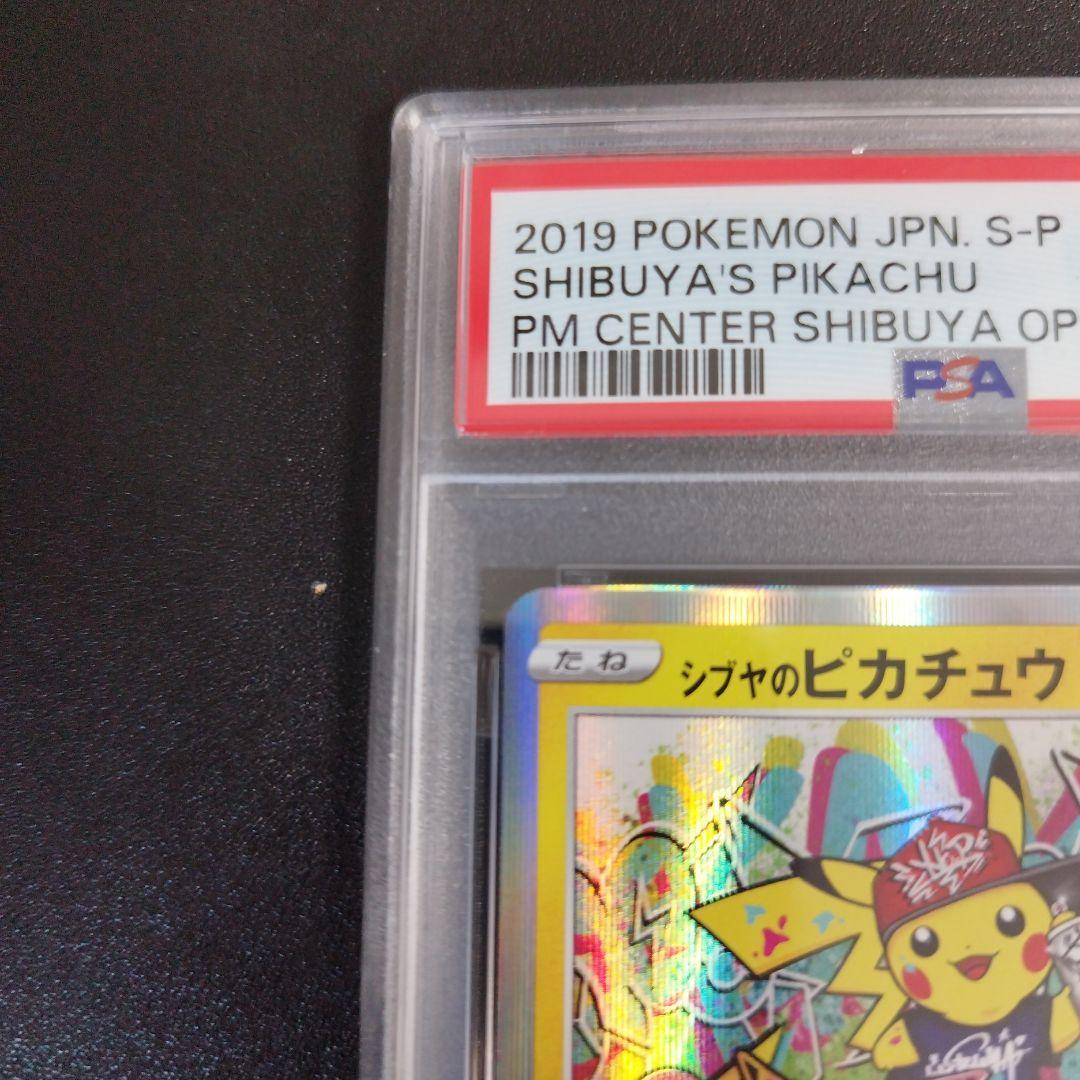 2019 POKEMON JPN. S-P
SHIBUYA'S PIKACHU
PM CENTER SHIBUYA OP
PSA
たね
シブヤのピカチュウ